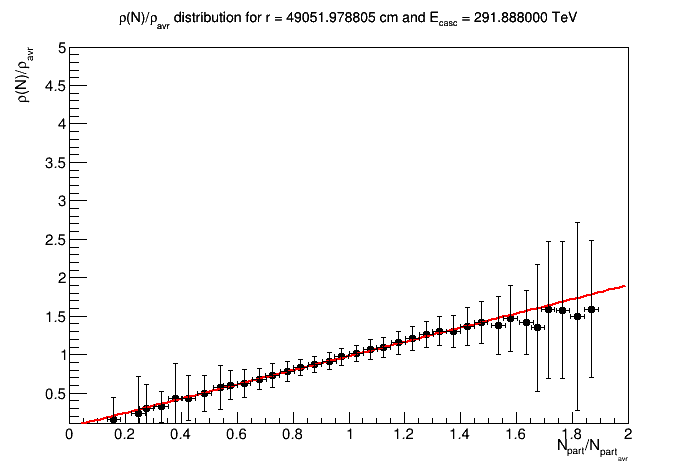 ρ(N)/ρavr distribution for r = 49051.978805 cm and Ecasc = 291.888000 TeV
ρ(N)/ρavr
5
4.5
4
3.5
3
2.5
2
1.5
1
0.5
0 0.2 0.4 0.6 0.8 1 1.2 1.4 1.6 1.8 2
Npart/Npartavr